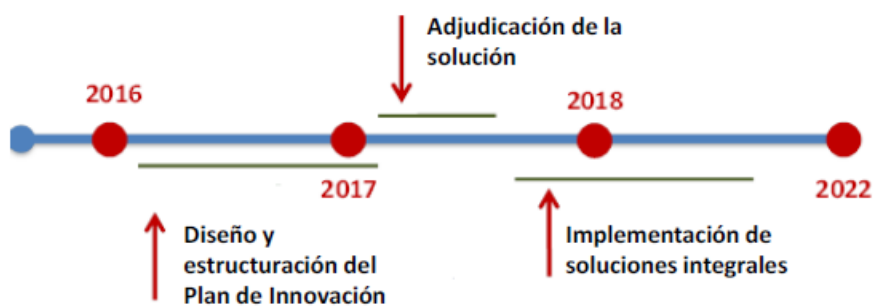 Adjudicación de la
solución
2016
2018
2017
2022
Diseño y
estructuración del
Plan de Innovación
Implementación de
soluciones integrales